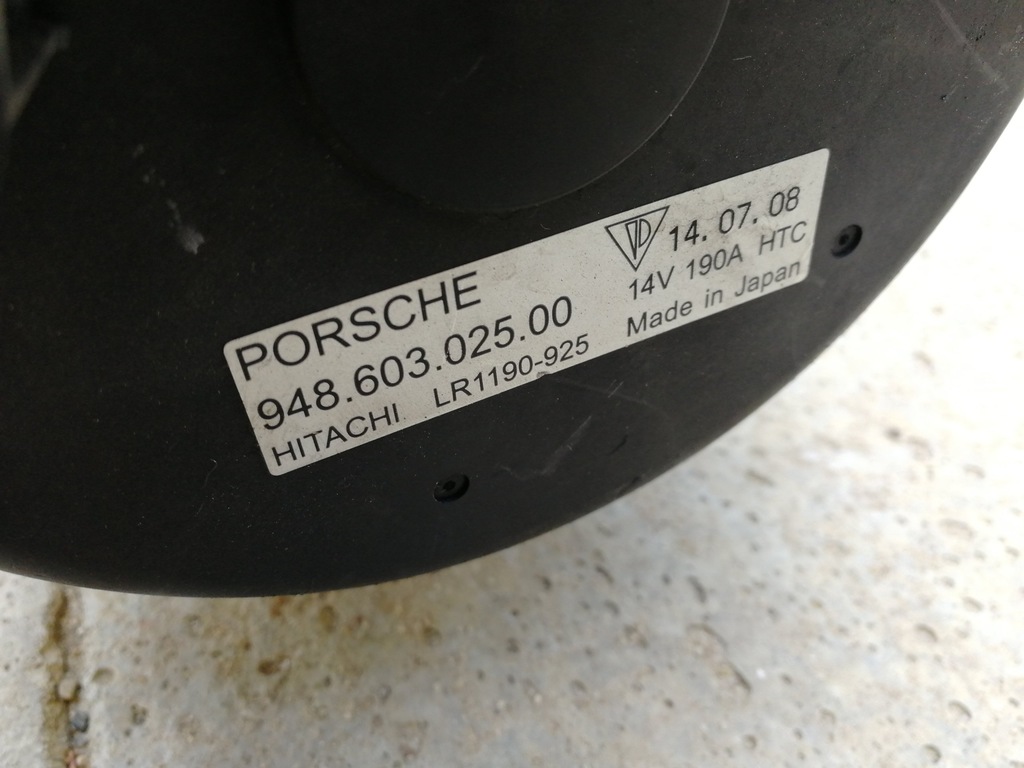 PORSCHE
948.603.025.00
HITACHI LR1190-925
14.07.08
14V 190A HTC
Made in Japan